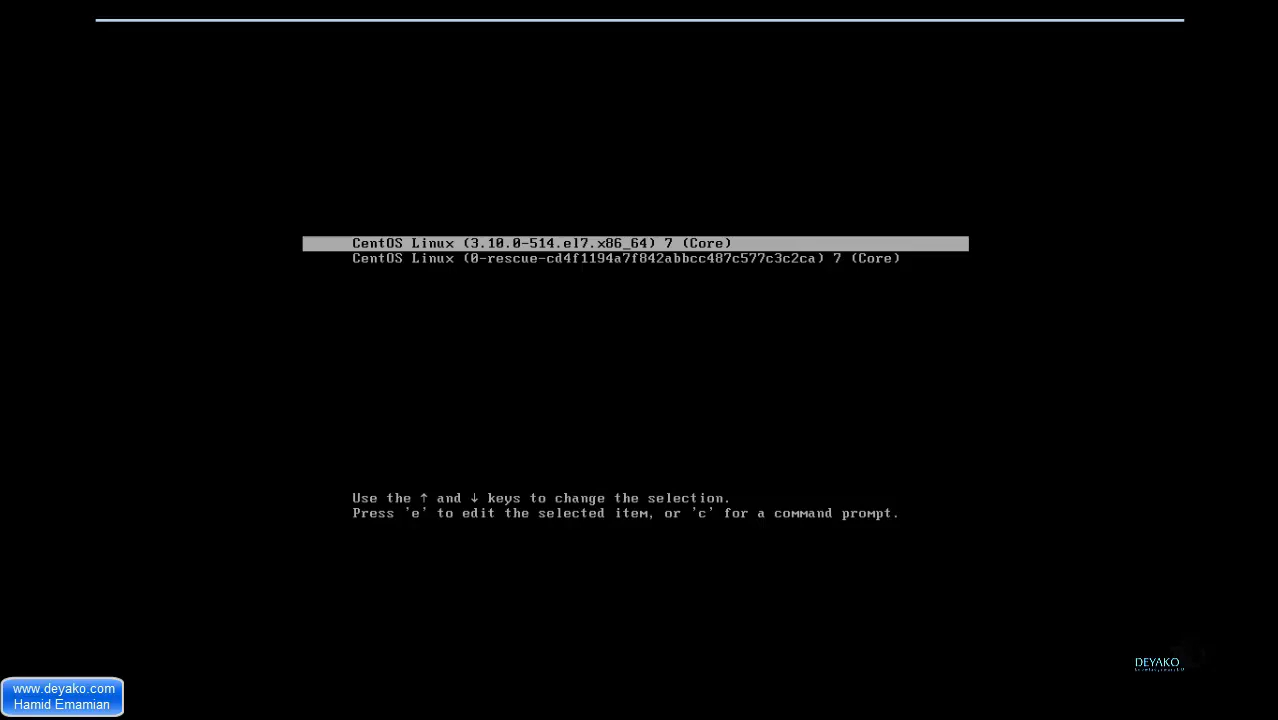 CentOS Linux (3.10.0-514.el7.x86_64) 7 (Core)
CentOS Linux (0-rescue-cd4f1194a7f842abbcc487c577c3c2ca) 7 (Core)
Use the ↑ and ↓ keys to change the selection.
Press 'e' to edit the selected item, or 'c' for a command prompt.
DEYAKO
www.deyako.com
Hamid Emamian